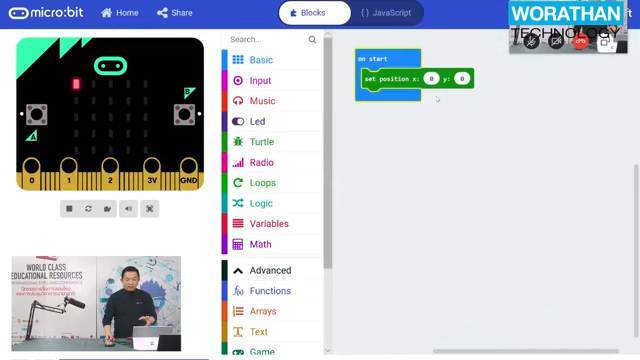 micro:bit
Home
Share
Blocks
{ } JavaScript
WORATHAN
TECHNOLOGY
Search...
Basic
Input
Music
Led
Turtle
Radio
Loops
Logic
Variables
Math
Advanced
Functions
Arrays
Text
Game
on start
set position x: 0 y: 0
A
B
0
1
2
3V
GND
WORLD CLASS
EDUCATIONAL RESOURCES